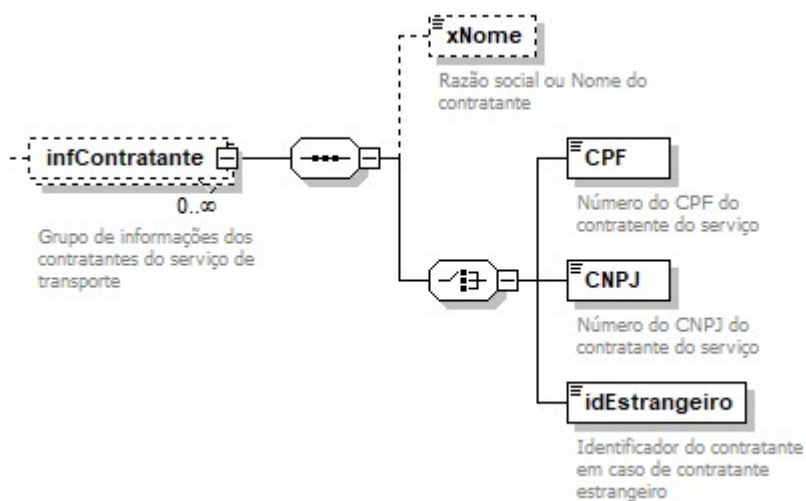 xNome
Razão social ou Nome do
contratante
infContratante
0..∞
Grupo de informações dos
contratantes do serviço de
transporte
CPF
Número do CPF do
contratente do serviço
CNPJ
Número do CNPJ do
contratante do serviço
idEstrangeiro
Identificador do contratante
em caso de contratante
estrangeiro